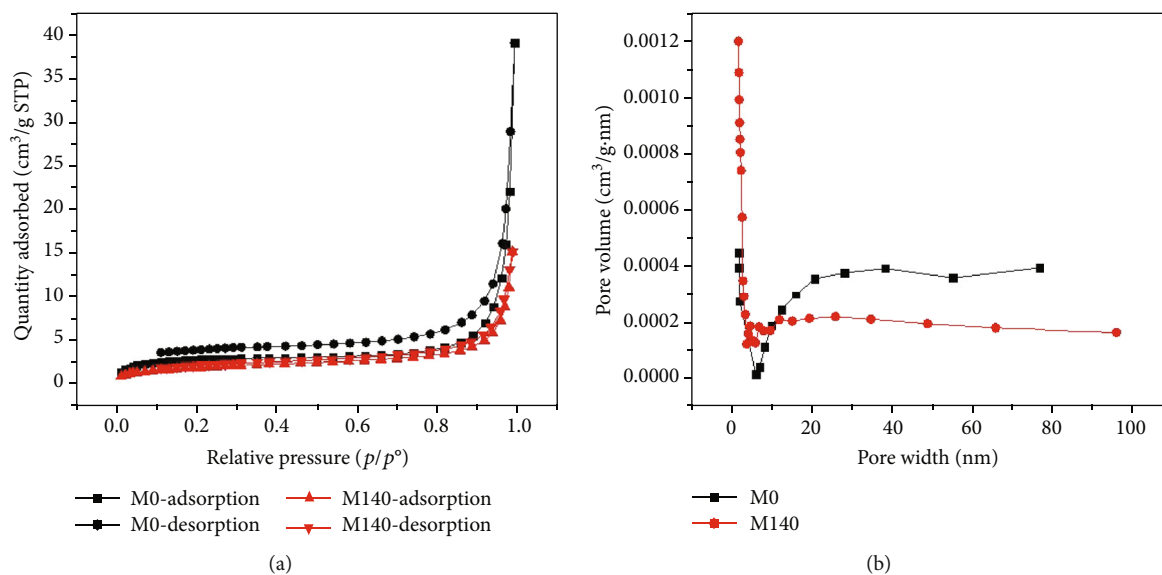 40
35
30
25
20
15
10
5
0
Quantity adsorbed (cm³/g STP)
0.0 0.2 0.4 0.6 0.8 1.0
Relative pressure (p/p°)
M0-adsorption M140-adsorption
M0-desorption M140-desorption
(a)
0.0012
0.0010
0.0008
0.0006
0.0004
0.0002
0.0000
Pore volume (cm³/g·nm)
0 20 40 60 80 100
Pore width (nm)
M0
M140
(b)